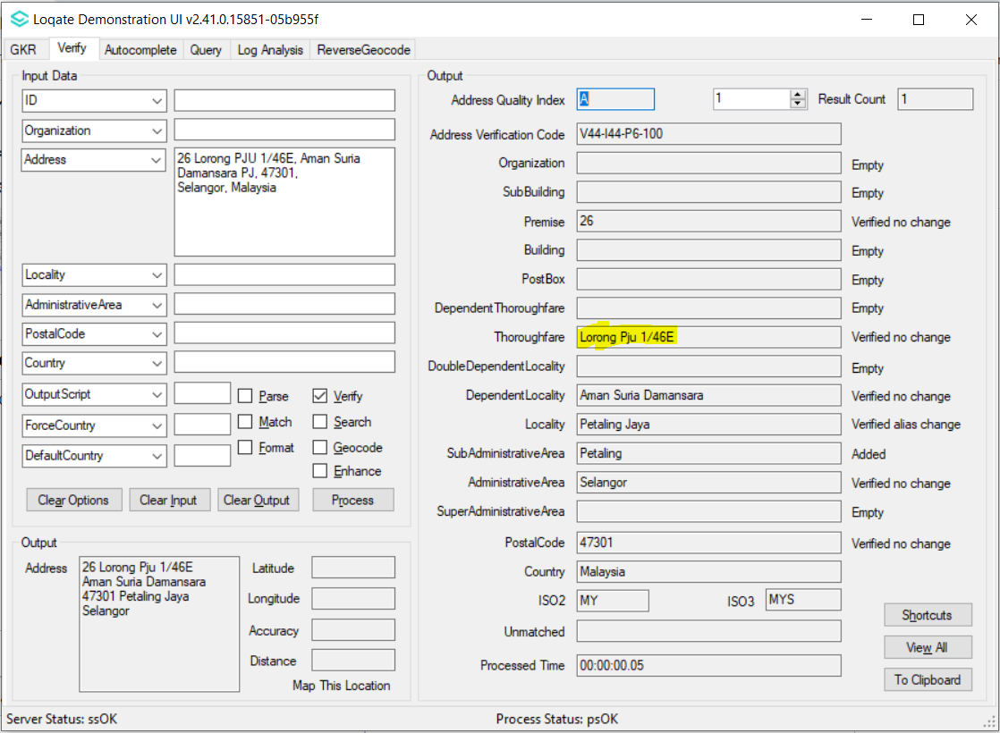 Loqate Demonstration UI v2.41.0.15851-05b955f
GKR Verify Autocomplete Query Log Analysis ReverseGeocode
Input Data
ID
Organization
Address
26 Lorong PJU 1/46E, Aman Suria
Damansara PJ, 47301,
Selangor, Malaysia
Locality
AdministrativeArea
PostalCode
Country
OutputScript Parse Verify
ForceCountry Match Search
DefaultCountry Format Geocode
Enhance
Clear Options Clear Input Clear Output Process
Output
Address
26 Lorong Pju 1/46E
Aman Suria Damansara
47301 Petaling Jaya
Selangor
Latitude
Longitude
Accuracy
Distance
Map This Location
Output
Address Quality Index A 1 Result Count 1
Address Verification Code V44-I44-P6-100
Organization Empty
SubBuilding Empty
Premise 26 Verified no change
Building Empty
PostBox Empty
DependentThoroughfare Empty
Thoroughfare Lorong Pju 1/46E Verified no change
DoubleDependentLocality Empty
DependentLocality Aman Suria Damansara Verified no change
Locality Petaling Jaya Verified alias change
SubAdministrativeArea Petaling Added
AdministrativeArea Selangor Verified no change
SuperAdministrativeArea Empty
PostalCode 47301 Verified no change
Country Malaysia
ISO2 MY ISO3 MYS
Unmatched
Processed Time 00:00:00.05
Shortcuts
View All
To Clipboard
Server Status: ssOK Process Status: psOK